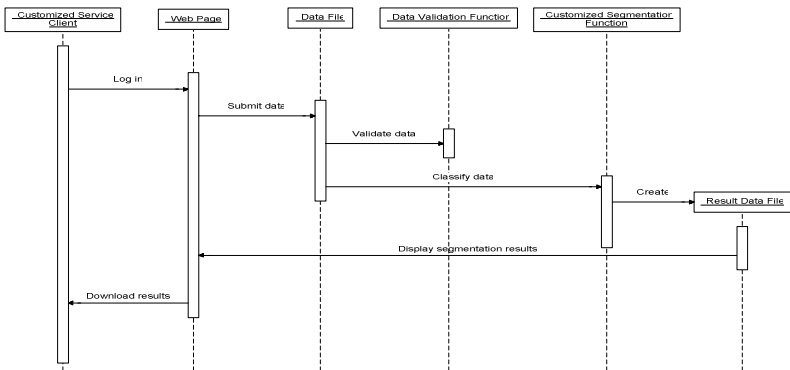 Customized Service
Client
Web Page
Data File
Data Validation Function
Customized Segmentation
Function
Log in
Submit data
Validate data
Classify data
Create
Result Data File
Display segmentation results
Download results